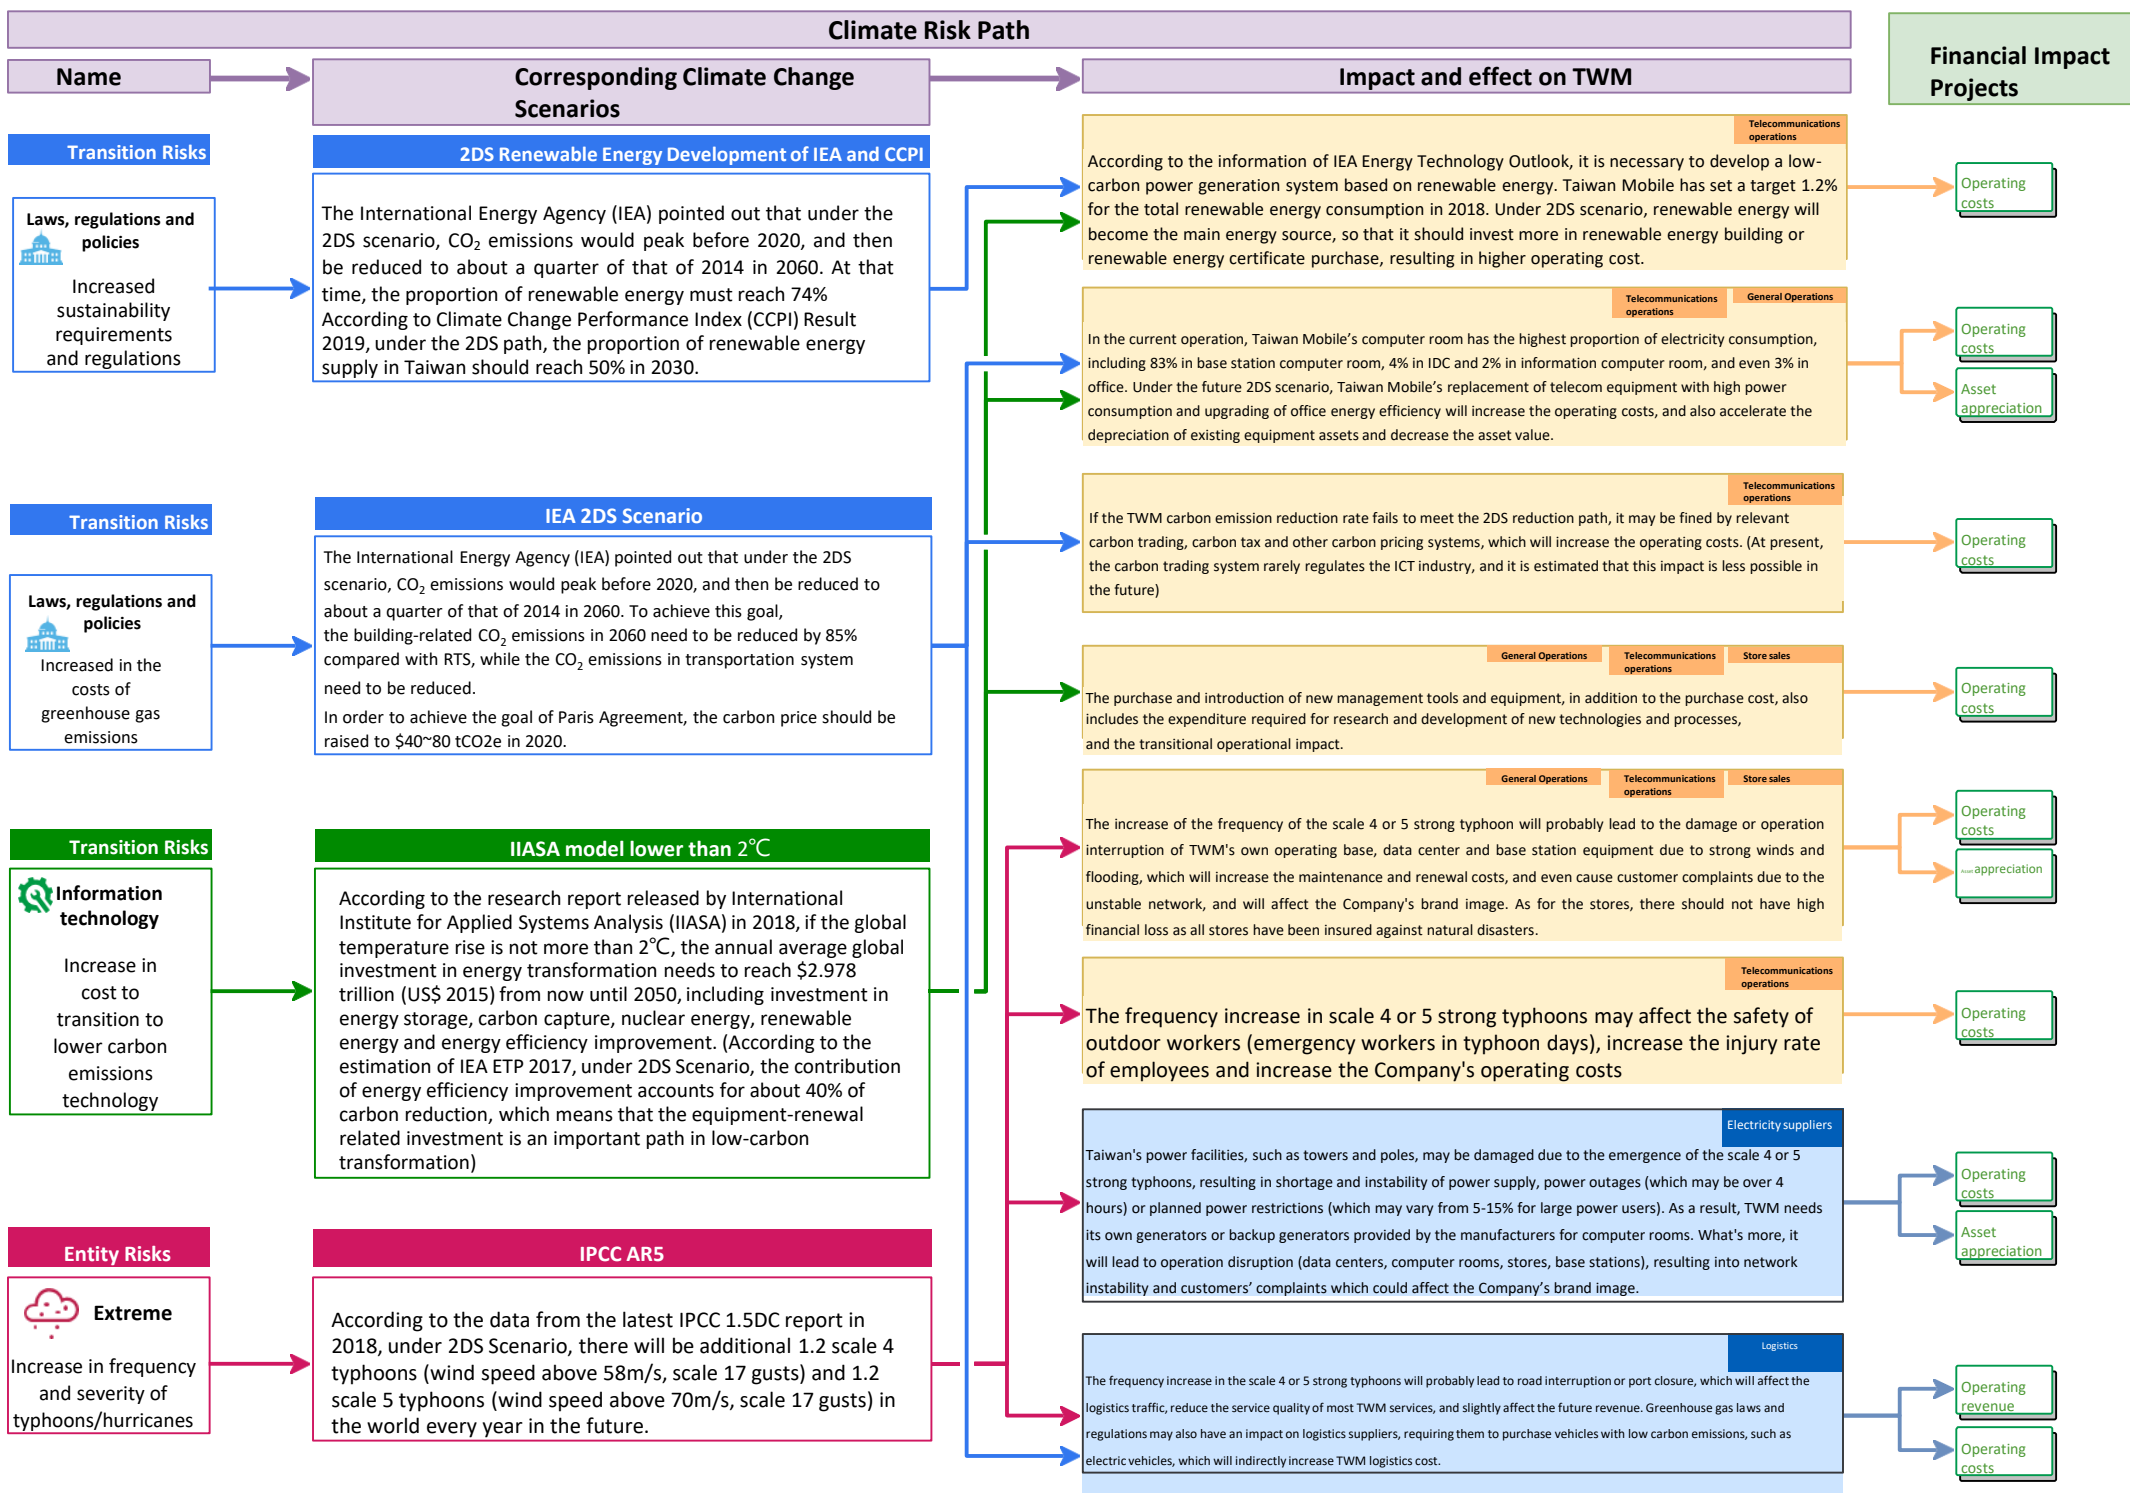 Climate Risk Path
Financial Impact
Projects
Name
Corresponding Climate Change
Scenarios
Impact and effect on TWM
Transition Risks
2DS Renewable Energy Development of IEA and CCPI
Laws, regulations and
policies
Increased
sustainability
requirements
and regulations
The International Energy Agency (IEA) pointed out that under the
2DS scenario, CO₂ emissions would peak before 2020, and then
be reduced to about a quarter of that of 2014 in 2060. At that
time, the proportion of renewable energy must reach 74%
According to Climate Change Performance Index (CCPI) Result
2019, under the 2DS path, the proportion of renewable energy
supply in Taiwan should reach 50% in 2030.
Telecommunications
operations
According to the information of IEA Energy Technology Outlook, it is necessary to develop a low-
carbon power generation system based on renewable energy. Taiwan Mobile has set a target 1.2%
for the total renewable energy consumption in 2018. Under 2DS scenario, renewable energy will
become the main energy source, so that it should invest more in renewable energy building or
renewable energy certificate purchase, resulting in higher operating cost.
Operating
costs
Telecommunications
operations
General Operations
In the current operation, Taiwan Mobile’s computer room has the highest proportion of electricity consumption,
including 83% in base station computer room, 4% in IDC and 2% in information computer room, and even 3% in
office. Under the future 2DS scenario, Taiwan Mobile’s replacement of telecom equipment with high power
consumption and upgrading of office energy efficiency will increase the operating costs, and also accelerate the
depreciation of existing equipment assets and decrease the asset value.
Operating
costs
Asset
appreciation
Transition Risks
IEA 2DS Scenario
Laws, regulations and
policies
Increased in the
costs of
greenhouse gas
emissions
The International Energy Agency (IEA) pointed out that under the 2DS
scenario, CO₂ emissions would peak before 2020, and then be reduced to
about a quarter of that of 2014 in 2060. To achieve this goal,
the building-related CO₂ emissions in 2060 need to be reduced by 85%
compared with RTS, while the CO₂ emissions in transportation system
need to be reduced.
In order to achieve the goal of Paris Agreement, the carbon price should be
raised to $40~80 tCO2e in 2020.
Telecommunications
operations
If the TWM carbon emission reduction rate fails to meet the 2DS reduction path, it may be fined by relevant
carbon trading, carbon tax and other carbon pricing systems, which will increase the operating costs. (At present,
the carbon trading system rarely regulates the ICT industry, and it is estimated that this impact is less possible in
the future)
Operating
costs
General Operations
Telecommunications
operations
Store sales
The purchase and introduction of new management tools and equipment, in addition to the purchase cost, also
includes the expenditure required for research and development of new technologies and processes,
and the transitional operational impact.
Operating
costs
Transition Risks
IIASA model lower than 2℃
Information
technology
Increase in
cost to
transition to
lower carbon
emissions
technology
According to the research report released by International
Institute for Applied Systems Analysis (IIASA) in 2018, if the global
temperature rise is not more than 2℃, the annual average global
investment in energy transformation needs to reach $2.978
trillion (US$ 2015) from now until 2050, including investment in
energy storage, carbon capture, nuclear energy, renewable
energy and energy efficiency improvement. (According to the
estimation of IEA ETP 2017, under 2DS Scenario, the contribution
of energy efficiency improvement accounts for about 40% of
carbon reduction, which means that the equipment-renewal
related investment is an important path in low-carbon
transformation)
General Operations
Telecommunications
operations
Store sales
The increase of the frequency of the scale 4 or 5 strong typhoon will probably lead to the damage or operation
interruption of TWM's own operating base, data center and base station equipment due to strong winds and
flooding, which will increase the maintenance and renewal costs, and even cause customer complaints due to the
unstable network, and will affect the Company's brand image. As for the stores, there should not have high
financial loss as all stores have been insured against natural disasters.
Operating
costs
Asset appreciation
Telecommunications
operations
The frequency increase in scale 4 or 5 strong typhoons may affect the safety of
outdoor workers (emergency workers in typhoon days), increase the injury rate
of employees and increase the Company's operating costs
Operating
costs
Electricity suppliers
Taiwan's power facilities, such as towers and poles, may be damaged due to the emergence of the scale 4 or 5
strong typhoons, resulting in shortage and instability of power supply, power outages (which may be over 4
hours) or planned power restrictions (which may vary from 5-15% for large power users). As a result, TWM needs
its own generators or backup generators provided by the manufacturers for computer rooms. What's more, it
will lead to operation disruption (data centers, computer rooms, stores, base stations), resulting into network
instability and customers’ complaints which could affect the Company’s brand image.
Operating
costs
Asset
appreciation
Entity Risks
IPCC AR5
Extreme
Increase in frequency
and severity of
typhoons/hurricanes
According to the data from the latest IPCC 1.5DC report in
2018, under 2DS Scenario, there will be additional 1.2 scale 4
typhoons (wind speed above 58m/s, scale 17 gusts) and 1.2
scale 5 typhoons (wind speed above 70m/s, scale 17 gusts) in
the world every year in the future.
Logistics
The frequency increase in the scale 4 or 5 strong typhoons will probably lead to road interruption or port closure, which will affect the
logistics traffic, reduce the service quality of most TWM services, and slightly affect the future revenue. Greenhouse gas laws and
regulations may also have an impact on logistics suppliers, requiring them to purchase vehicles with low carbon emissions, such as
electric vehicles, which will indirectly increase TWM logistics cost.
Operating
revenue
Operating
costs